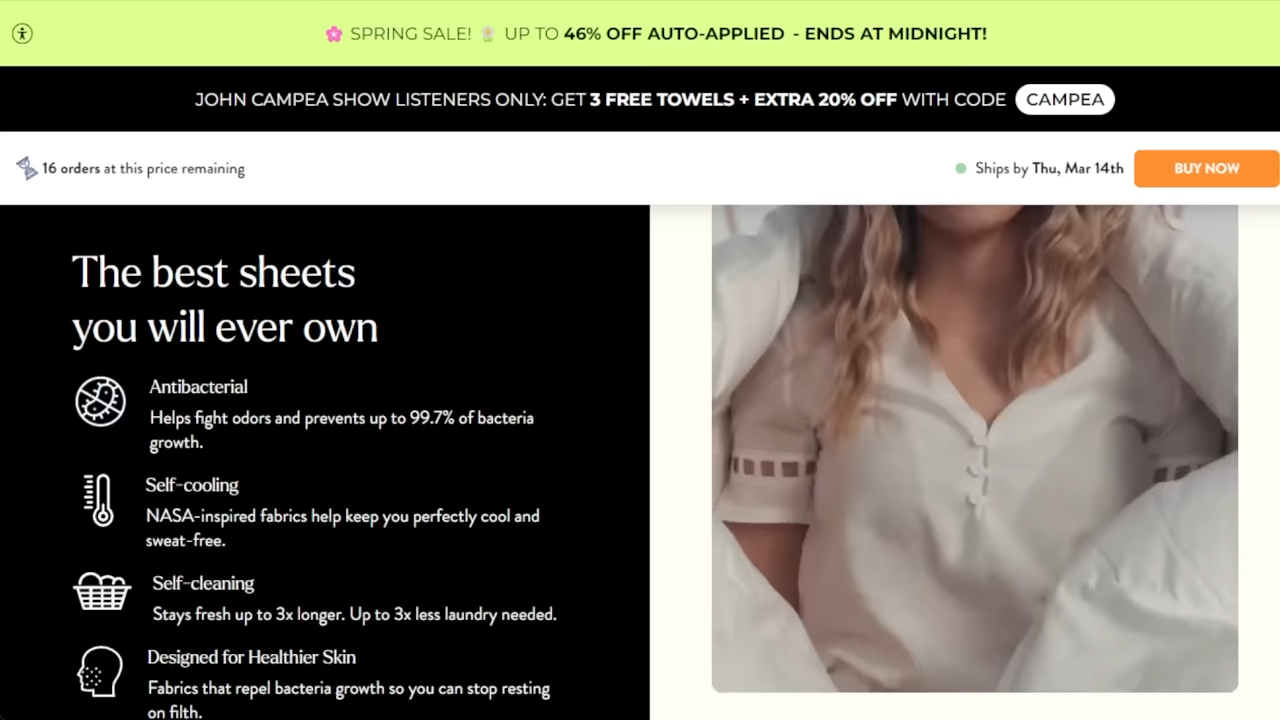 🌸 SPRING SALE! 🌷 UP TO 46% OFF AUTO-APPLIED - ENDS AT MIDNIGHT!
JOHN CAMPEA SHOW LISTENERS ONLY: GET 3 FREE TOWELS + EXTRA 20% OFF WITH CODE CAMPEA
16 orders at this price remaining
Ships by Thu, Mar 14th
BUY NOW
The best sheets
you will ever own
Antibacterial
Helps fight odors and prevents up to 99.7% of bacteria
growth.
Self-cooling
NASA-inspired fabrics help keep you perfectly cool and
sweat-free.
Self-cleaning
Stays fresh up to 3x longer. Up to 3x less laundry needed.
Designed for Healthier Skin
Fabrics that repel bacteria growth so you can stop resting
on filth.